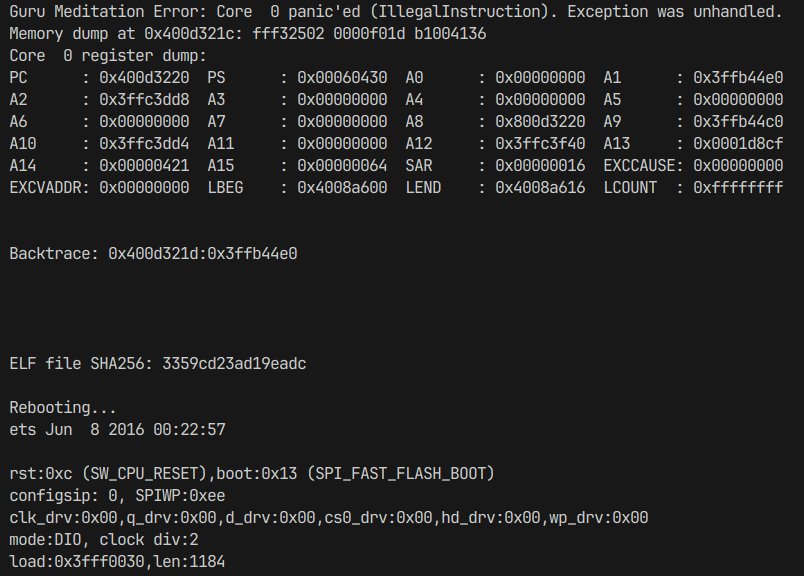 Guru Meditation Error: Core  0 panic'ed (IllegalInstruction). Exception was unhandled.
Memory dump at 0x400d321c: fff32502 0000f01d b1004136
Core  0 register dump:
PC      : 0x400d3220  PS      : 0x00060430  A0      : 0x00000000  A1      : 0x3ffb44e0
A2      : 0x3ffc3dd8  A3      : 0x00000000  A4      : 0x00000000  A5      : 0x00000000
A6      : 0x00000000  A7      : 0x00000000  A8      : 0x800d3220  A9      : 0x3ffb44c0
A10     : 0x3ffc3dd4  A11     : 0x00000000  A12     : 0x3ffc3f40  A13     : 0x0001d8cf
A14     : 0x00000421  A15     : 0x00000064  SAR     : 0x00000016  EXCCAUSE: 0x00000000
EXCVADDR: 0x00000000  LBEG    : 0x4008a600  LEND    : 0x4008a616  LCOUNT  : 0xffffffff
Backtrace: 0x400d321d:0x3ffb44e0
ELF file SHA256: 3359cd23ad19eadc
Rebooting...
ets Jun  8 2016 00:22:57
rst:0xc (SW_CPU_RESET),boot:0x13 (SPI_FAST_FLASH_BOOT)
configsip: 0, SPIWP:0xee
clk_drv:0x00,q_drv:0x00,d_drv:0x00,cs0_drv:0x00,hd_drv:0x00,wp_drv:0x00
mode:DIO, clock div:2
load:0x3fff0030,len:1184